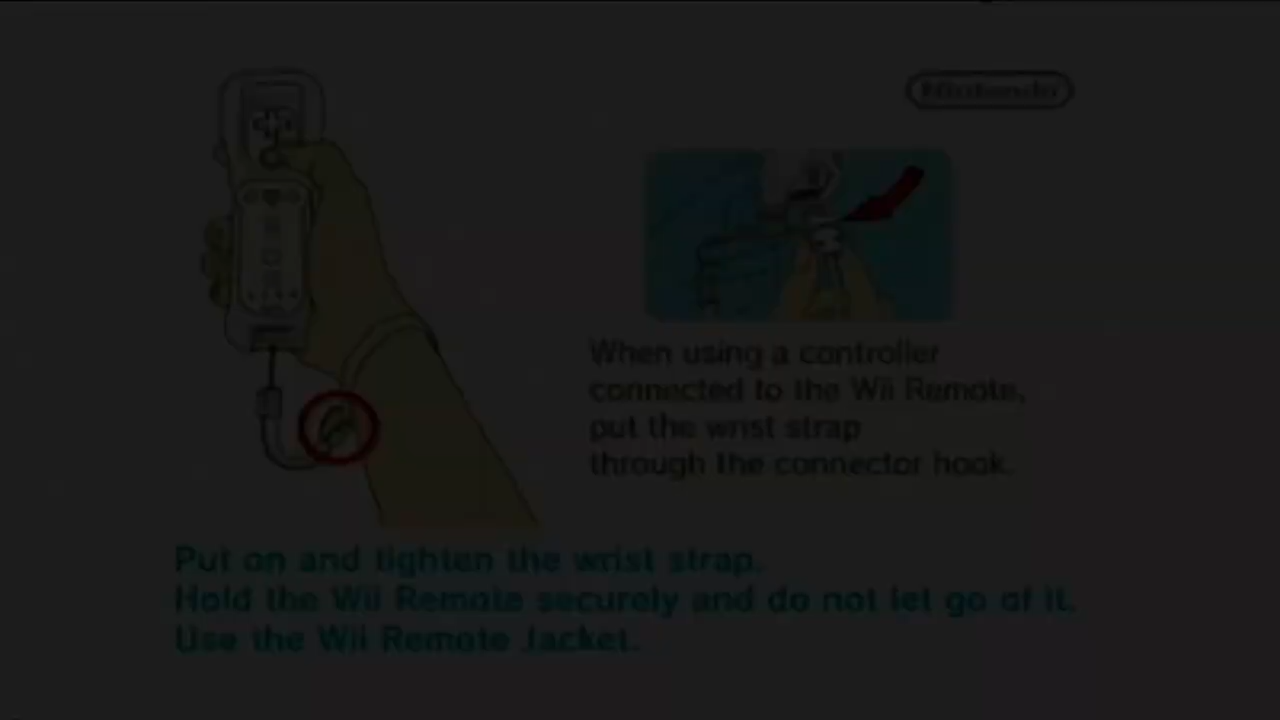 Nintendo
When using a controller
connected to the Wii Remote,
put the wrist strap
through the connector hook.
Put on and tighten the wrist strap.
Hold the Wii Remote securely and do not let go of it.
Use the Wii Remote Jacket.